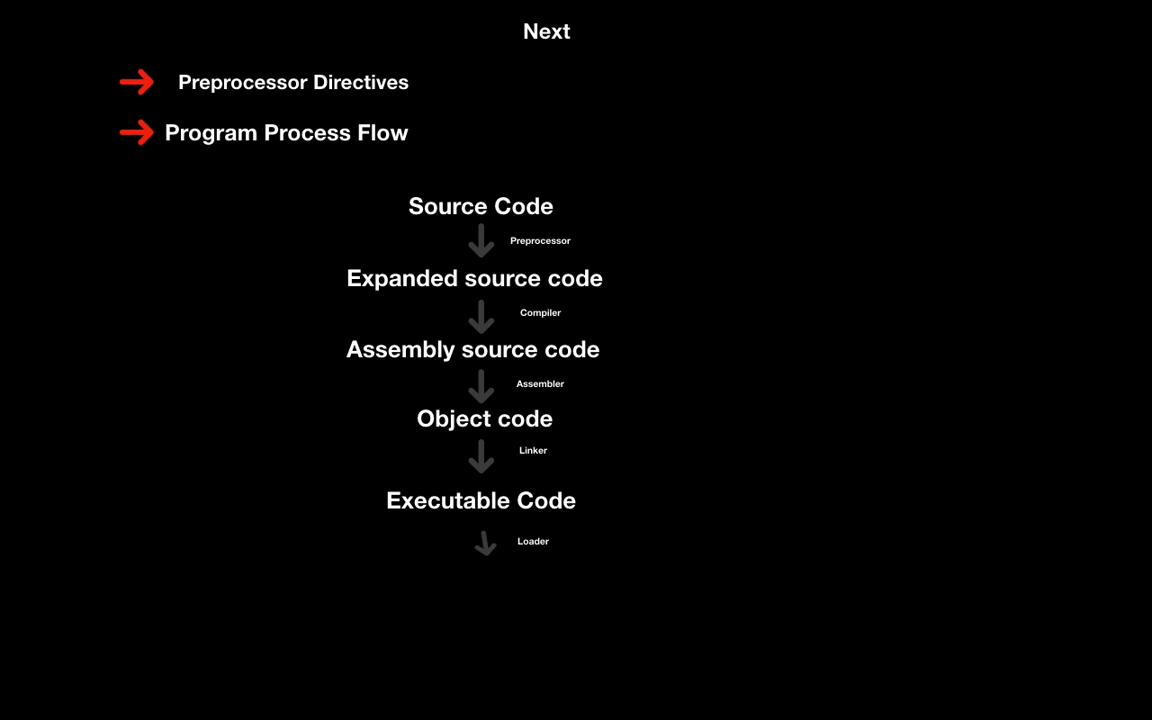 Next
Preprocessor Directives
Program Process Flow
Source Code
Preprocessor
Expanded source code
Compiler
Assembly source code
Assembler
Object code
Linker
Executable Code
Loader